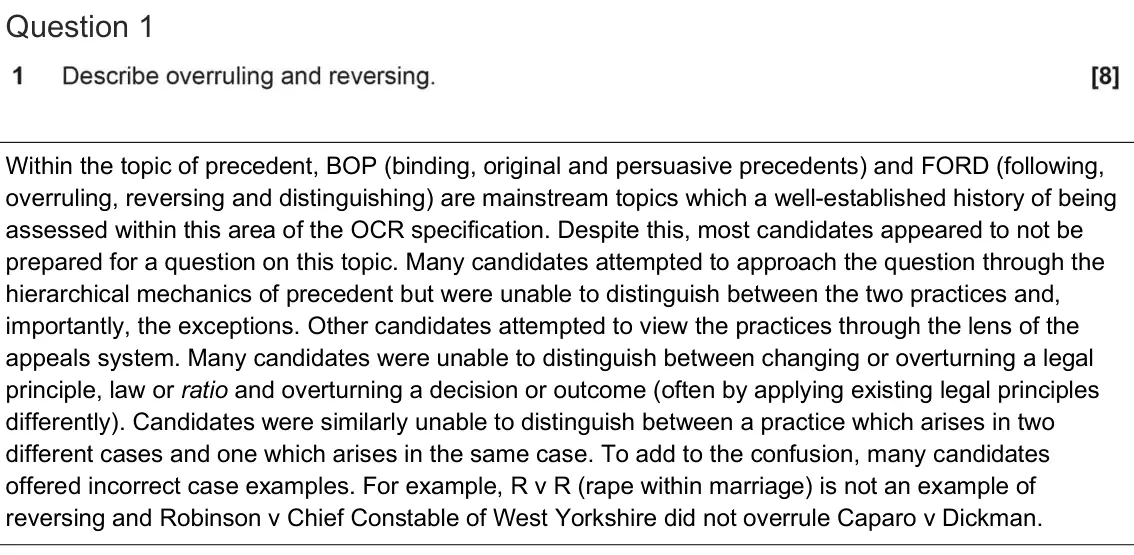 Question 1
1 Describe overruling and reversing. [8]
Within the topic of precedent, BOP (binding, original and persuasive precedents) and FORD (following,
overruling, reversing and distinguishing) are mainstream topics which a well-established history of being
assessed within this area of the OCR specification. Despite this, most candidates appeared to not be
prepared for a question on this topic. Many candidates attempted to approach the question through the
hierarchical mechanics of precedent but were unable to distinguish between the two practices and,
importantly, the exceptions. Other candidates attempted to view the practices through the lens of the
appeals system. Many candidates were unable to distinguish between changing or overturning a legal
principle, law or ratio and overturning a decision or outcome (often by applying existing legal principles
differently). Candidates were similarly unable to distinguish between a practice which arises in two
different cases and one which arises in the same case. To add to the confusion, many candidates
offered incorrect case examples. For example, R v R (rape within marriage) is not an example of
reversing and Robinson v Chief Constable of West Yorkshire did not overrule Caparo v Dickman.